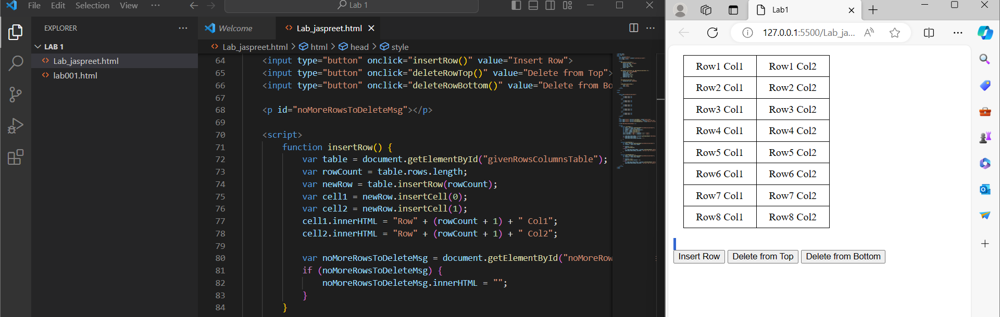 File Edit Selection View ··· Lab 1
EXPLORER ···
LAB 1
Lab_jaspreet.html
lab001.html
Welcome Lab_jaspreet.html
Lab_jaspreet.html > html > head > style
64 <input type="button" onclick="insertRow()" value="Insert Row">
65 <input type="button" onclick="deleteRowTop()" value="Delete from Top">
66 <input type="button" onclick="deleteRowBottom()" value="Delete from Bo
67
68 <p id="noMoreRowsToDeleteMsg"></p>
69
70 <script>
71 function insertRow() {
72 var table = document.getElementById("givenRowsColumnsTable");
73 var rowCount = table.rows.length;
74 var newRow = table.insertRow(rowCount);
75 var cell1 = newRow.insertCell(0);
76 var cell2 = newRow.insertCell(1);
77 cell1.innerHTML = "Row" + (rowCount + 1) + " Col1";
78 cell2.innerHTML = "Row" + (rowCount + 1) + " Col2";
79
80 var noMoreRowsToDeleteMsg = document.getElementById("noMoreRow
81 if (noMoreRowsToDeleteMsg) {
82 noMoreRowsToDeleteMsg.innerHTML = "";
83 }
84 }
Lab1
127.0.0.1:5500/Lab_ja...
Row1 Col1 Row1 Col2
Row2 Col1 Row2 Col2
Row3 Col1 Row3 Col2
Row4 Col1 Row4 Col2
Row5 Col1 Row5 Col2
Row6 Col1 Row6 Col2
Row7 Col1 Row7 Col2
Row8 Col1 Row8 Col2
Insert Row Delete from Top Delete from Bottom